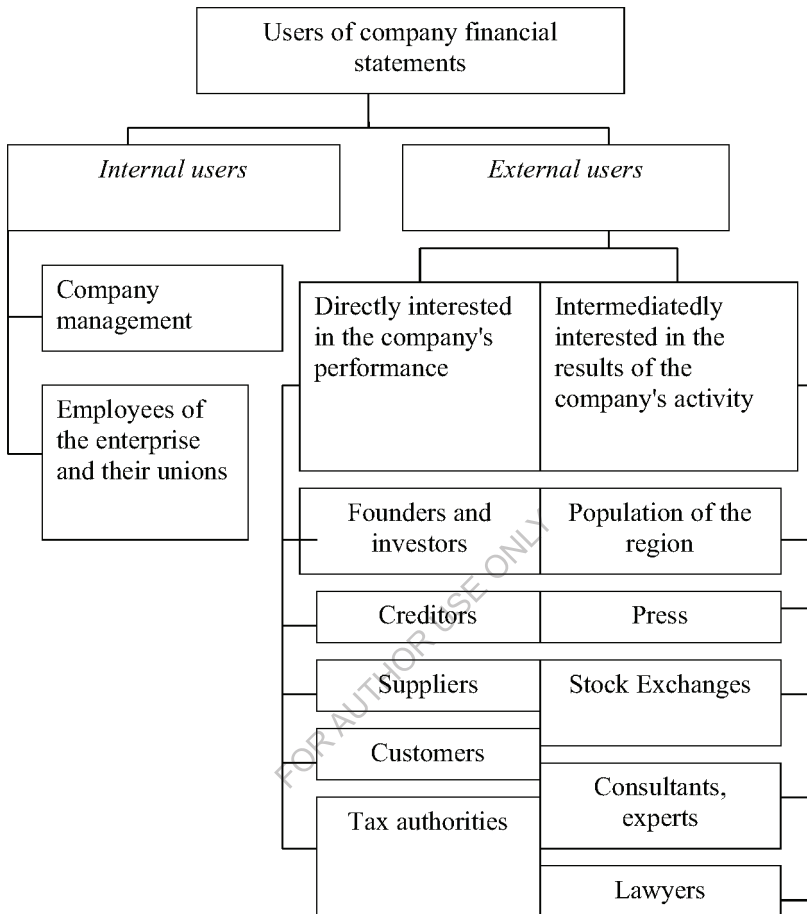 Users of company financial
statements
Internal users
External users
Company
management
Employees of
the enterprise
and their unions
Directly interested
in the company's
performance
Intermediatedly
interested in the
results of the
company's activity
Founders and
investors
Population of the
region
Creditors
Press
Suppliers
Stock Exchanges
Customers
Consultants,
experts
Tax authorities
Lawyers
FOR AUTHOR USE ONLY